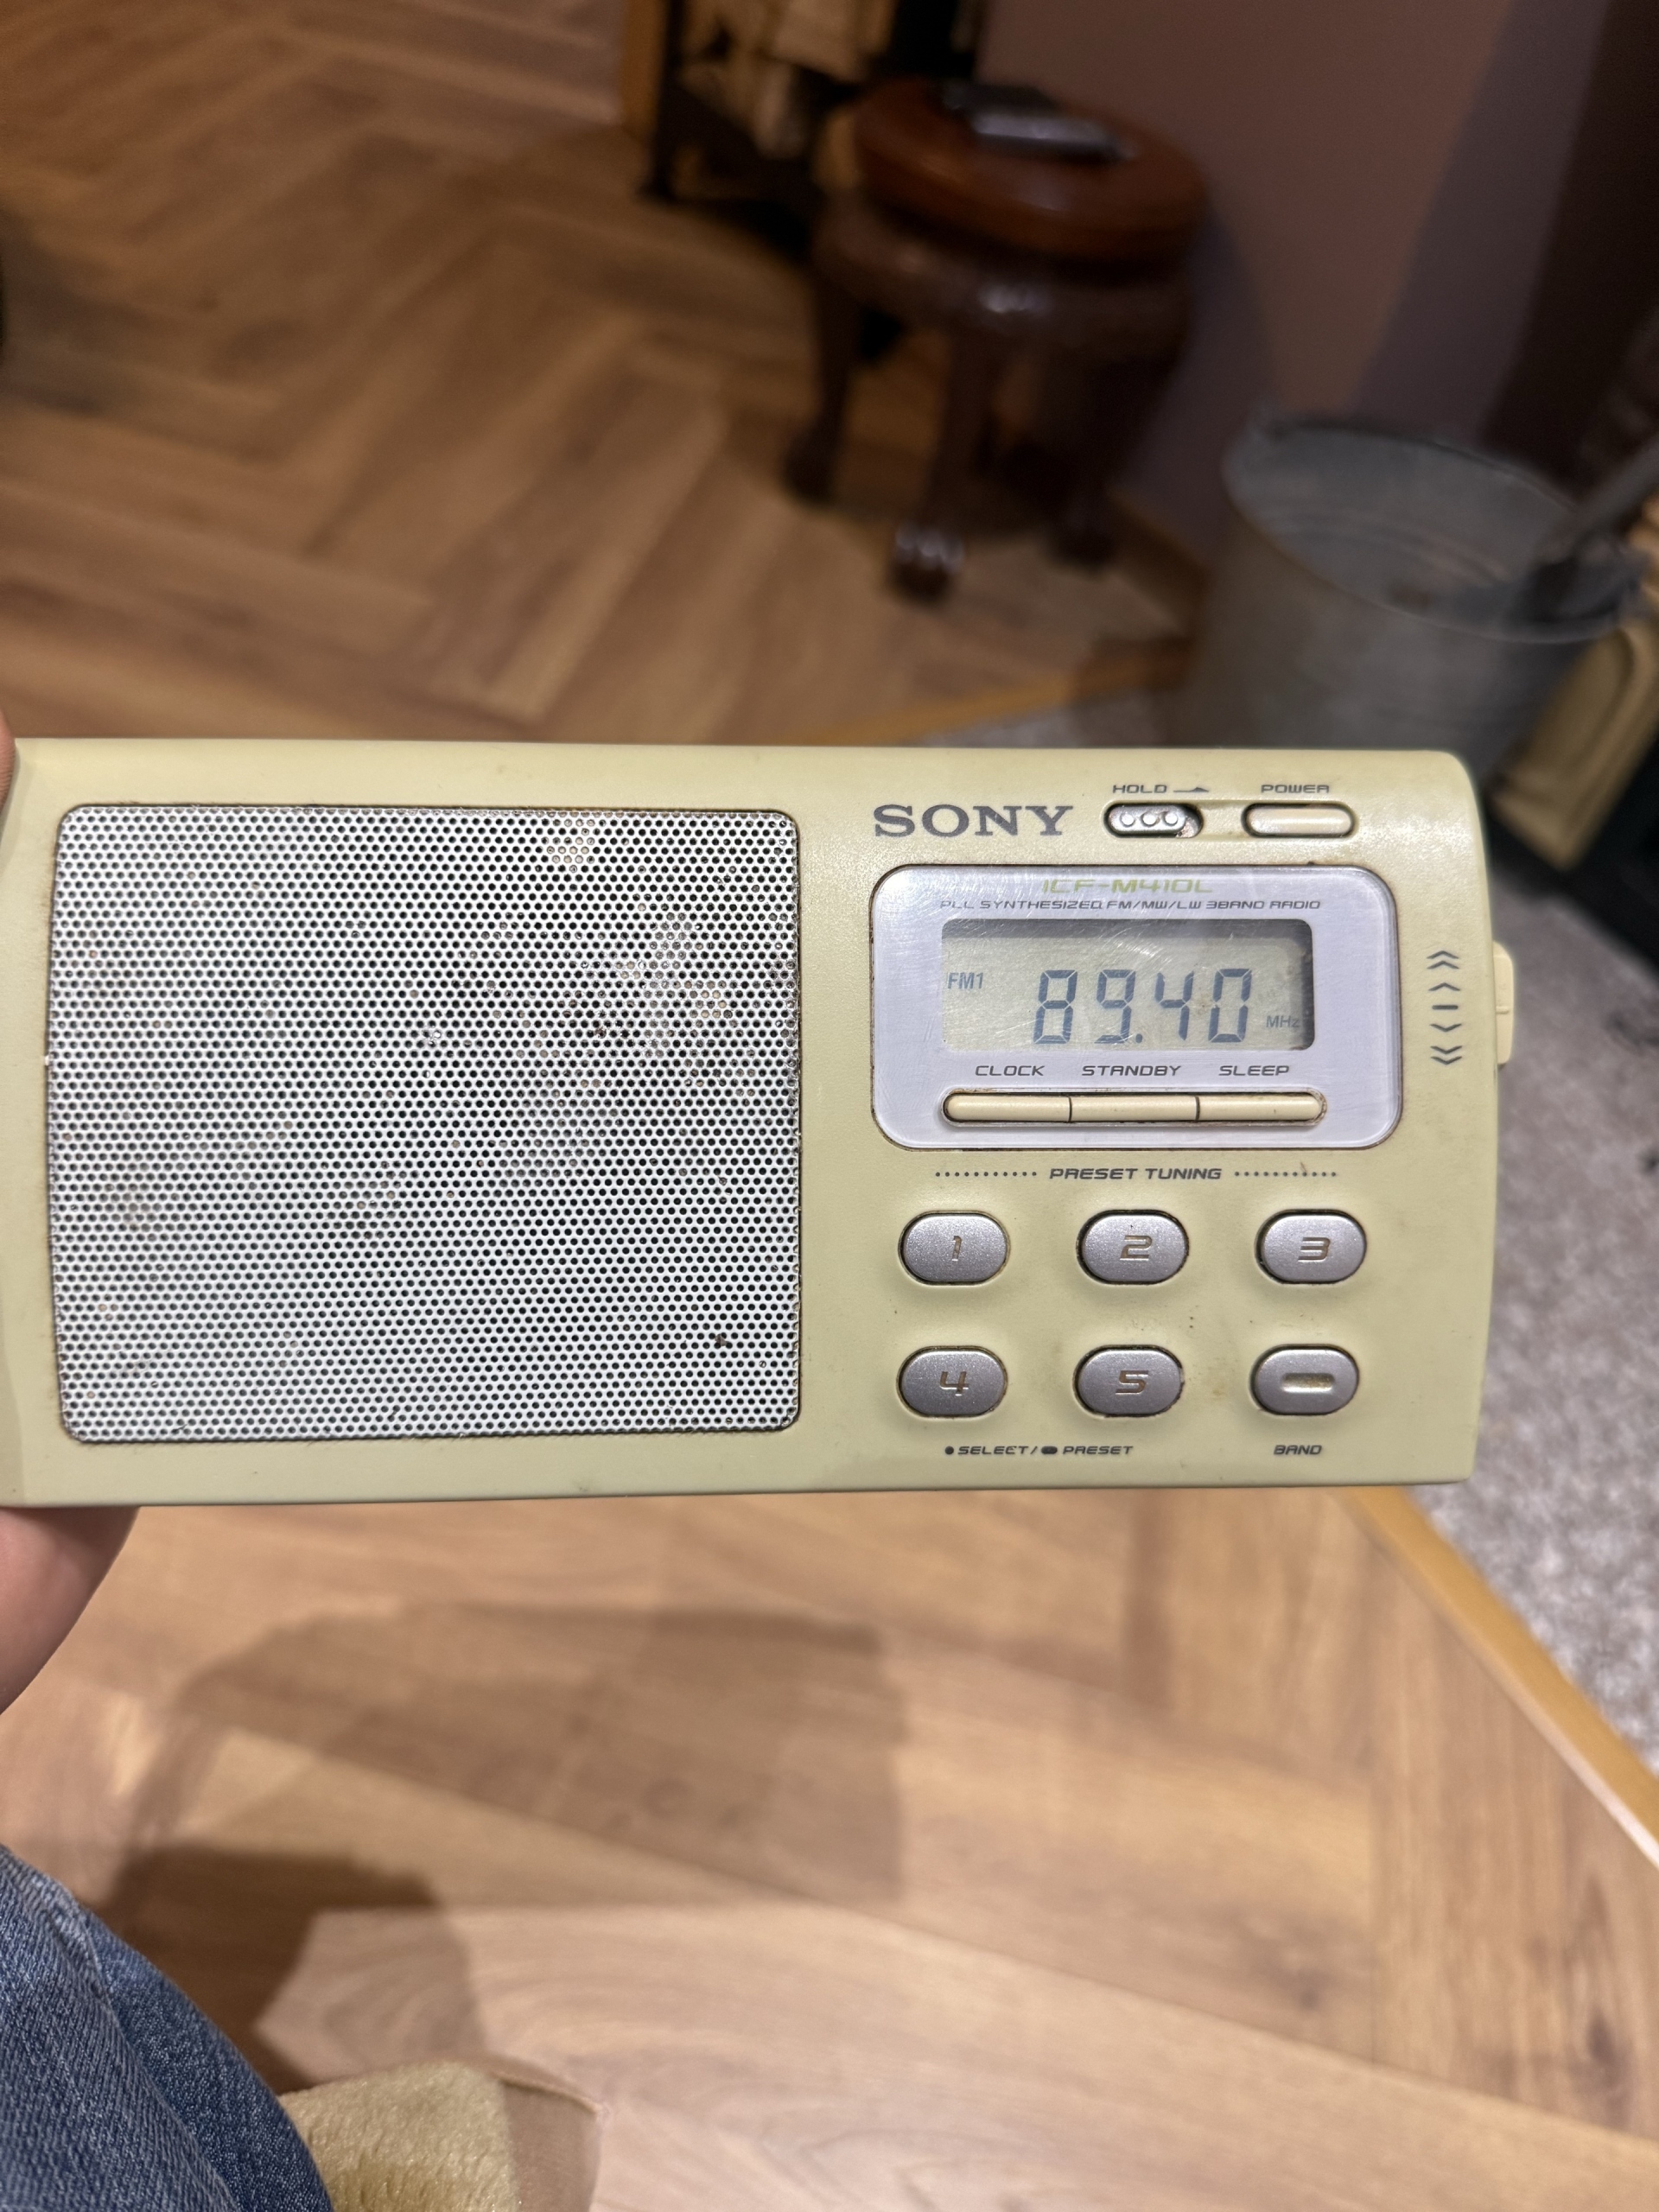 SONY
HOLD
POWER
ICF-M410L
PLL SYNTHESIZED FM/MW/LW 3BAND RADIO
FM1 89.40 MHz
CLOCK STANDBY SLEEP
PRESET TUNING
1 2 3
4 5
●SELECT/ PRESET
BAND